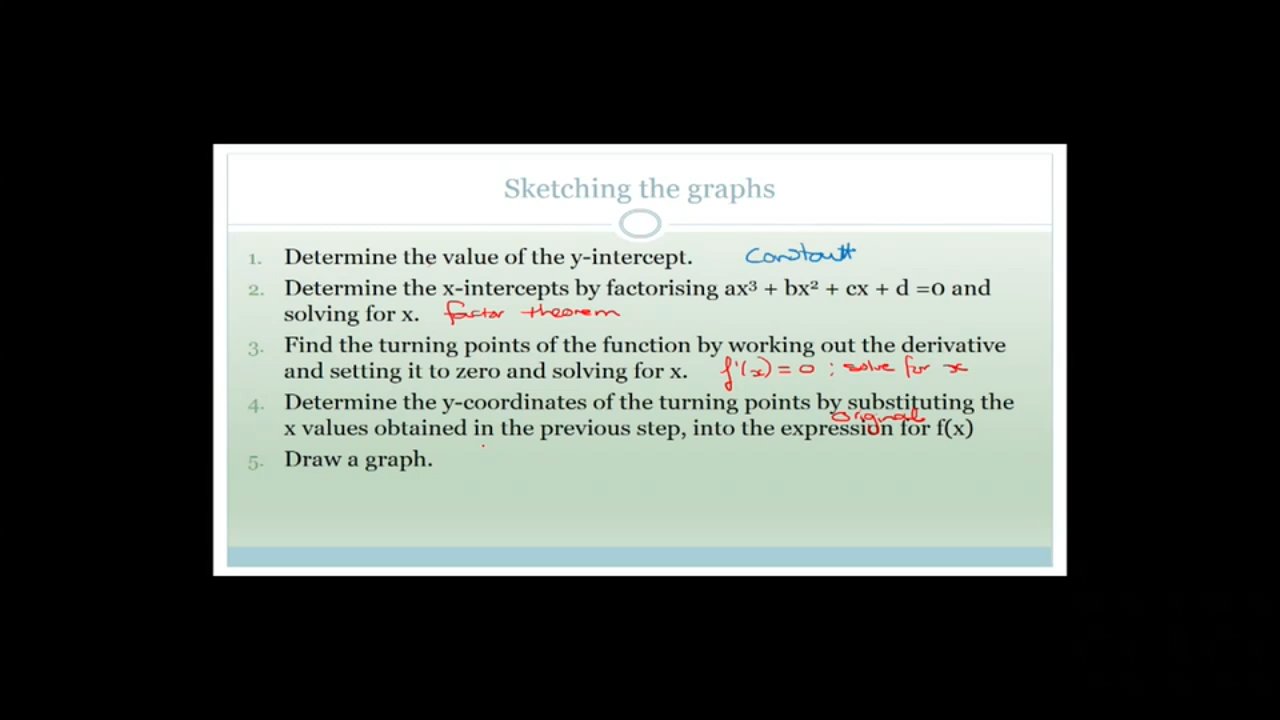 Sketching the graphs
1. Determine the value of the y-intercept. constant
2. Determine the x-intercepts by factorising ax³ + bx² + cx + d =0 and
solving for x. factor theorem
3. Find the turning points of the function by working out the derivative
and setting it to zero and solving for x. f'(x) = 0 ; solve for x
4. Determine the y-coordinates of the turning points by substituting the
original
x values obtained in the previous step, into the expression for f(x)
5. Draw a graph.